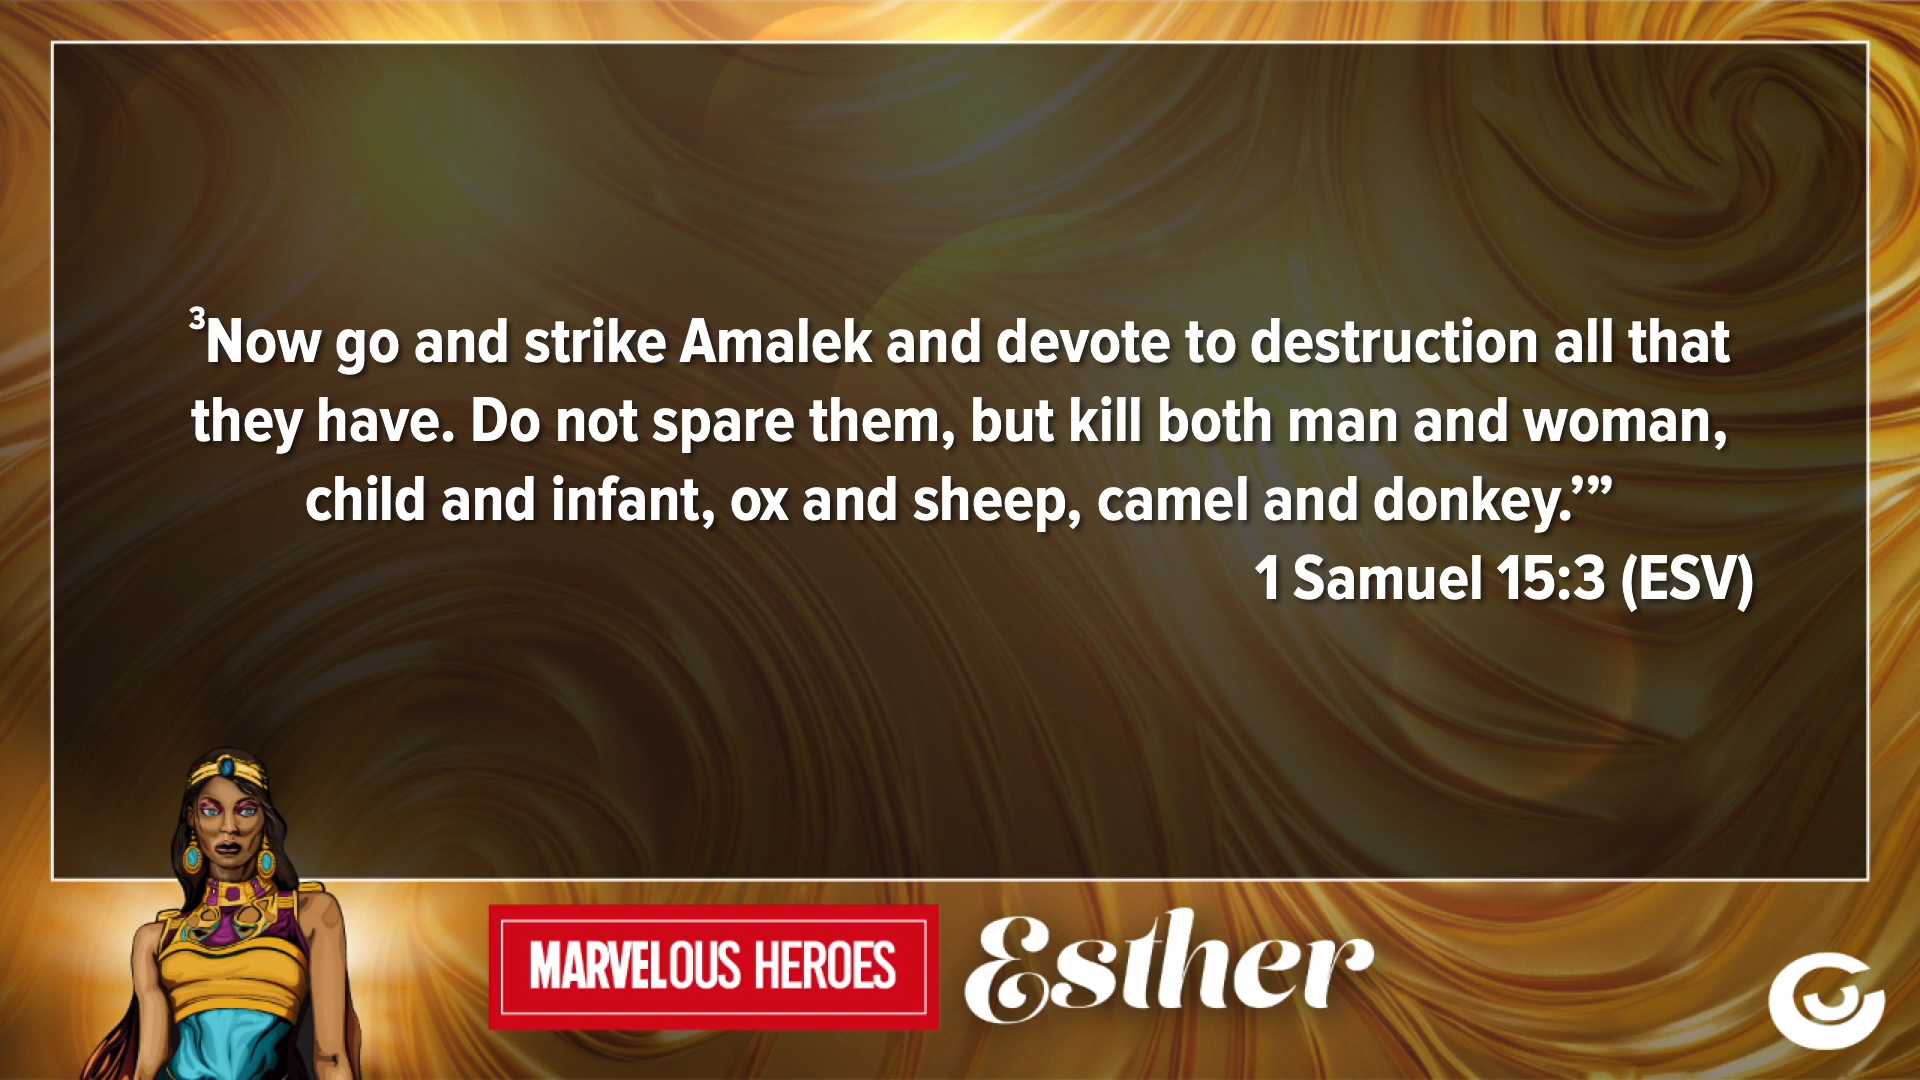 ³Now go and strike Amalek and devote to destruction all that
they have. Do not spare them, but kill both man and woman,
child and infant, ox and sheep, camel and donkey.’”
1 Samuel 15:3 (ESV)
MARVELOUS HEROES
Esther